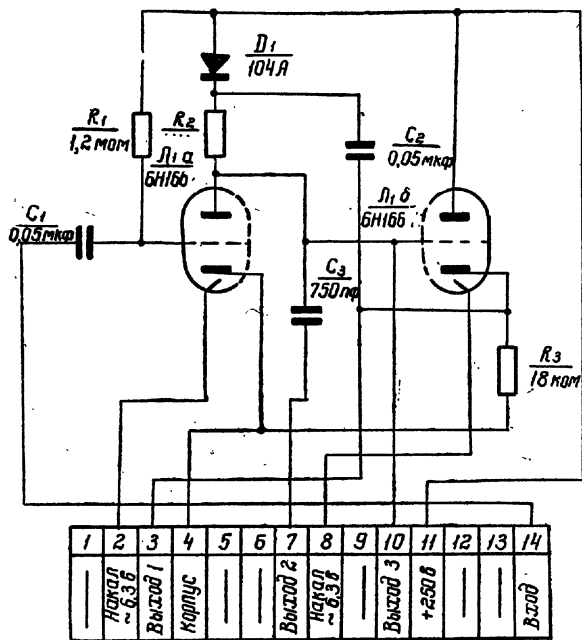 D1
104А
R1
1,2 мом
R2
Л1 а
6Н16б
C2
0,05 мкф
Л1 б
6Н16б
C1
0,05 мкф
C3
750 пф
R3
18 ком
1 2 3 4 5 6 7 8 9 10 11 12 13 14
Накал ~ 6,3 в
Выход 1
Корпус
Выход 2
Накал ~ 6,3 в
Выход 3
+250 в
Вход